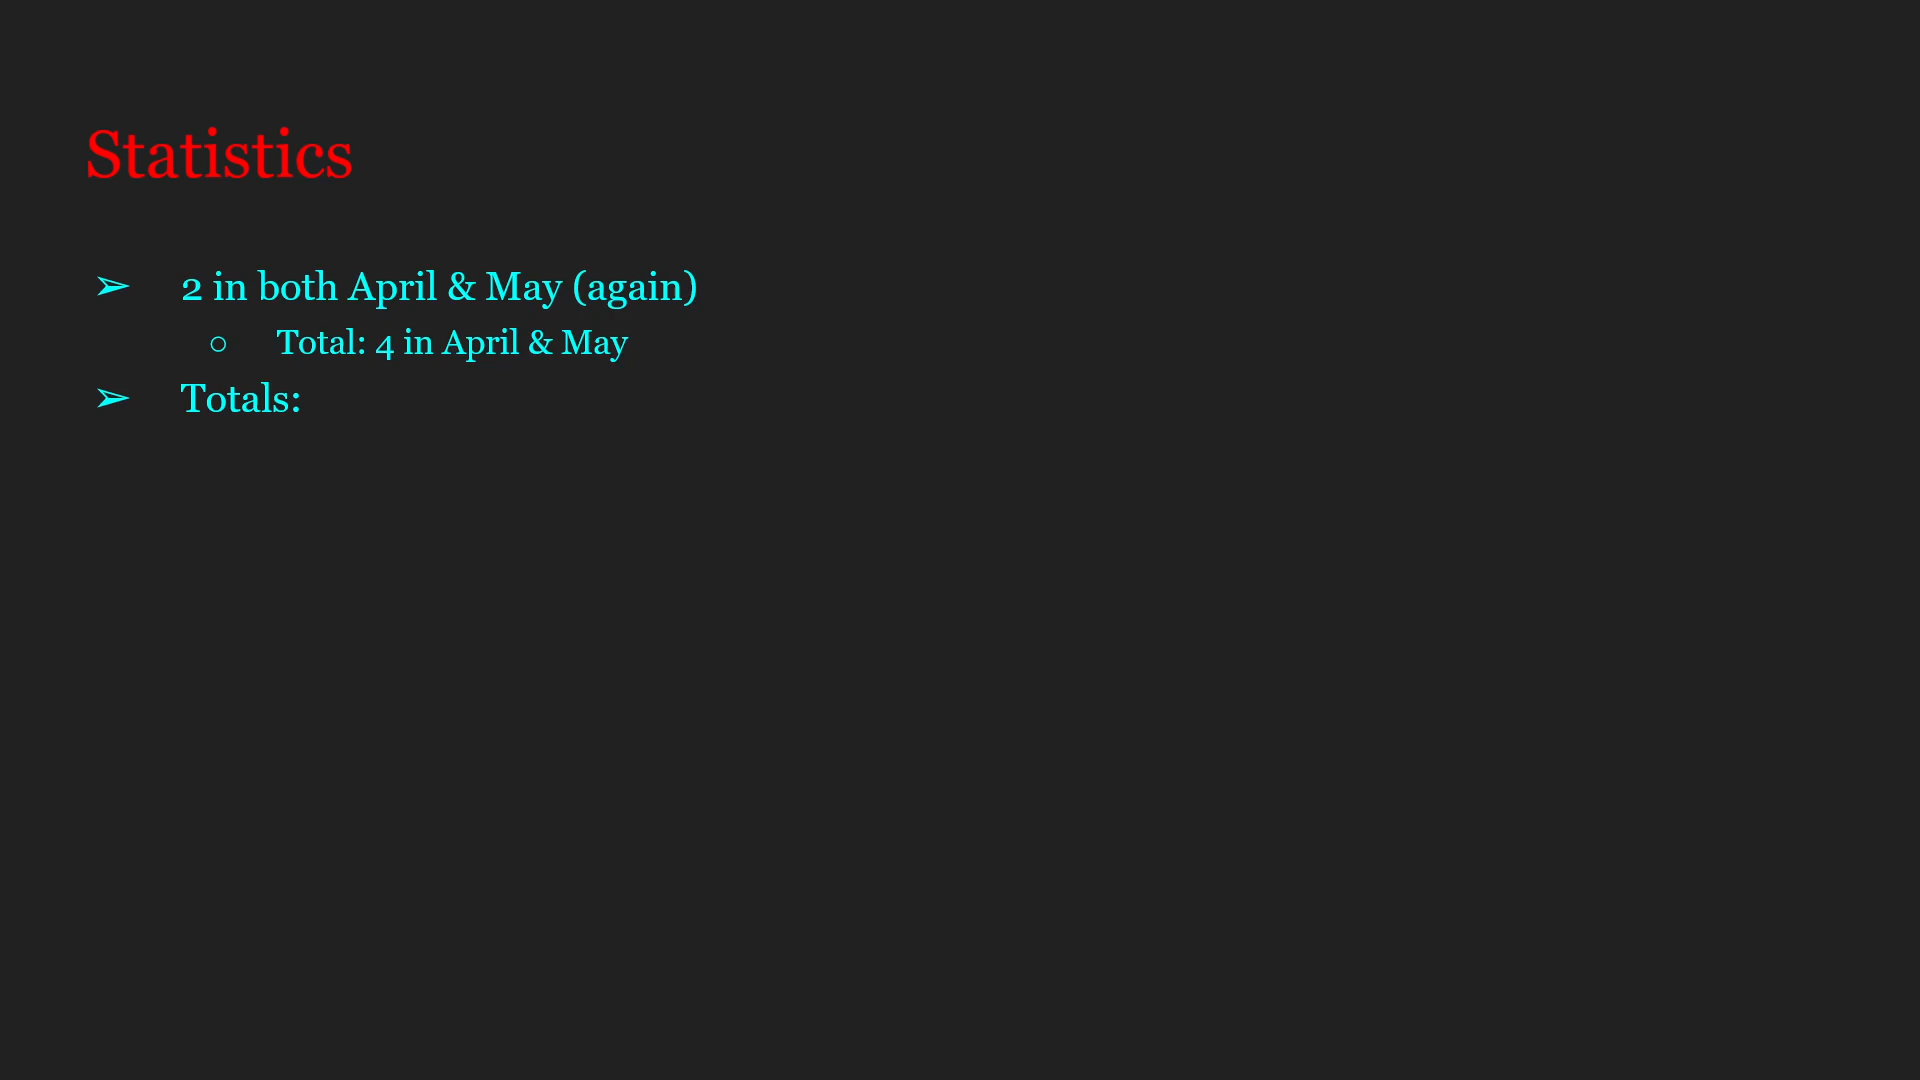 Statistics
➢ 2 in both April & May (again)
○ Total: 4 in April & May
➢ Totals: